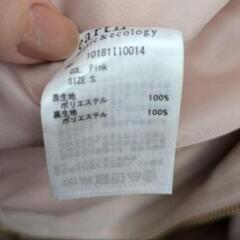 earth
music&ecology
10181110014
COL. Pink
SIZE S
表生地
ポリエステル 100%
裏生地
ポリエステル 100%